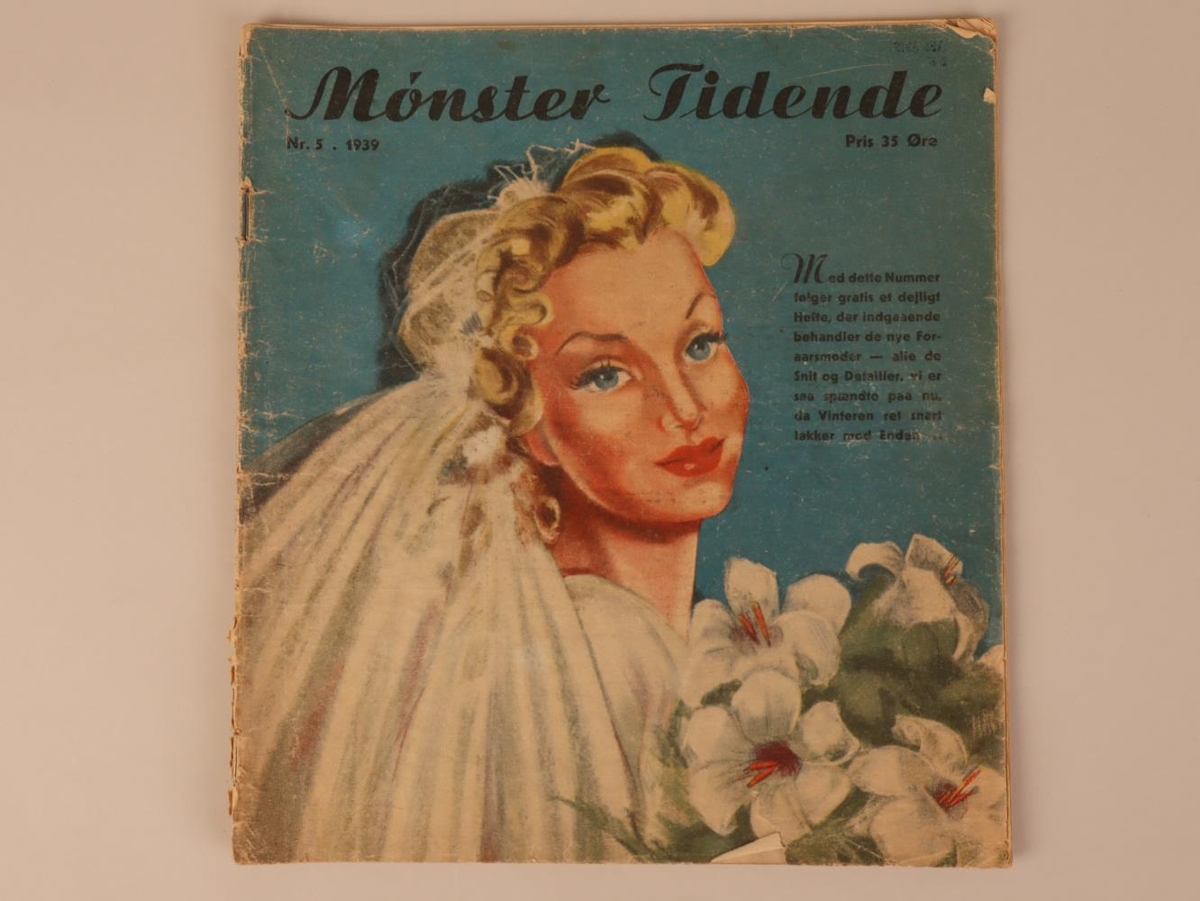 Mónster Tidende
Nr. 5 . 1939
Pris 35 Øre
Med dette Nummer
følger gratis et dejligt
Hefte, der indgaaende
behandler de nye For-
aarsmoder — alle de
Snit og Detailler, vi er
saa spændte paa nu,
da Vinteren ret snart
lakker mod Enden